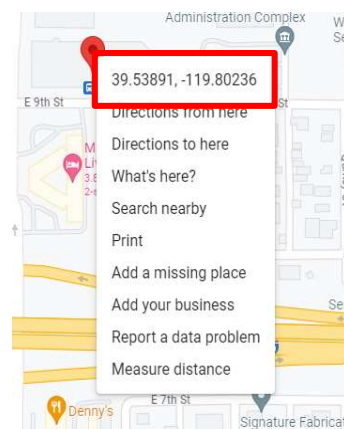 Administration Complex
39.53891, -119.80236
E 9th St
St
Directions from here
Directions to here
What's here?
Search nearby
Print
Add a missing place
Add your business
Report a data problem
Measure distance
E 7th St
Denny's
Signature Fabricat